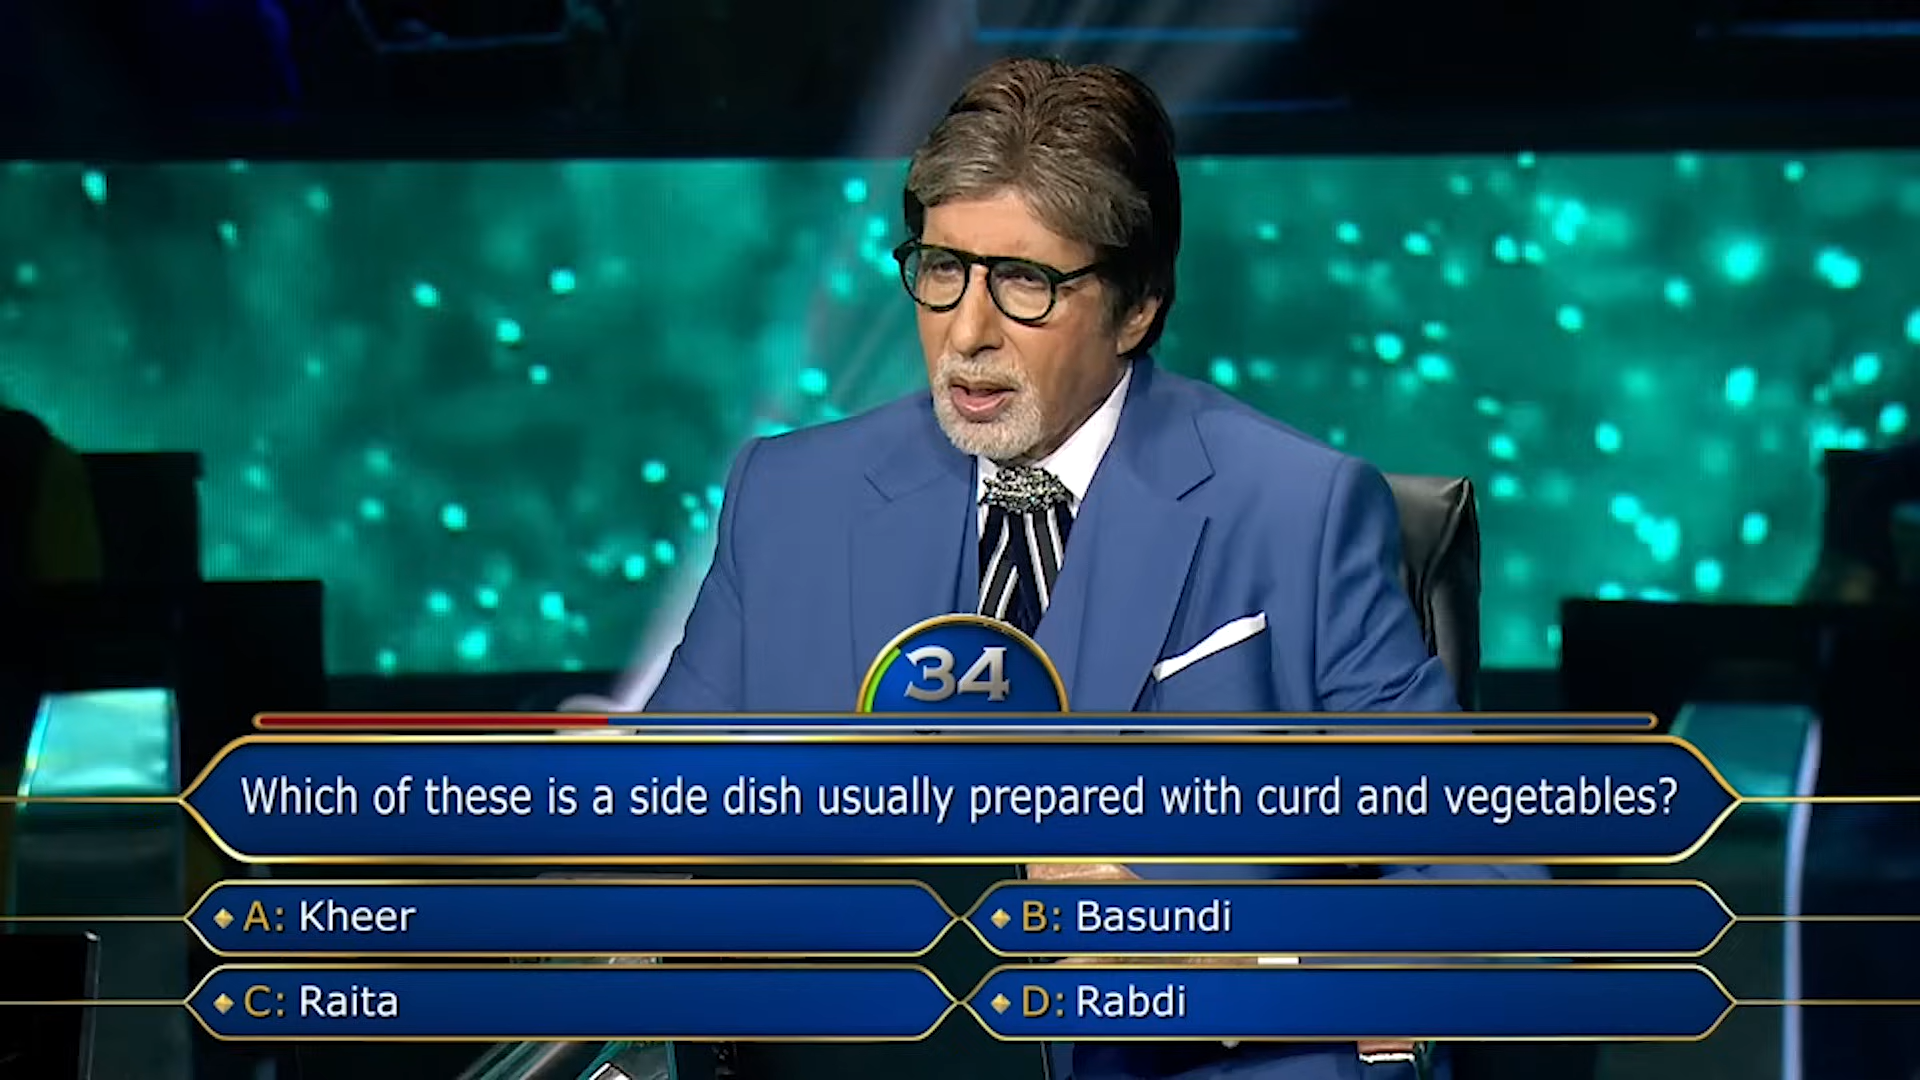 34
Which of these is a side dish usually prepared with curd and vegetables?
A: Kheer
B: Basundi
C: Raita
D: Rabdi